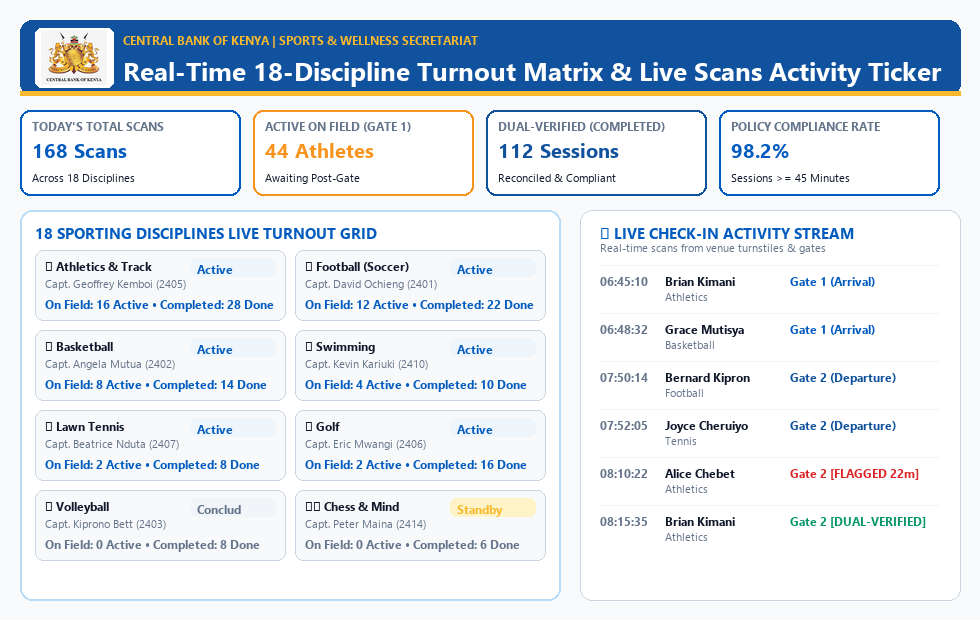 CENTRAL BANK OF KENYA
CENTRAL BANK OF KENYA | SPORTS & WELLNESS SECRETARIAT
Real-Time 18-Discipline Turnout Matrix & Live Scans Activity Ticker
TODAY'S TOTAL SCANS
168 Scans
Across 18 Disciplines
ACTIVE ON FIELD (GATE 1)
44 Athletes
Awaiting Post-Gate
DUAL-VERIFIED (COMPLETED)
112 Sessions
Reconciled & Compliant
POLICY COMPLIANCE RATE
98.2%
Sessions >= 45 Minutes
18 SPORTING DISCIPLINES LIVE TURNOUT GRID
Athletics & Track Active
Capt. Geoffrey Kemboi (2405)
On Field: 16 Active • Completed: 28 Done
Football (Soccer) Active
Capt. David Ochieng (2401)
On Field: 12 Active • Completed: 22 Done
Basketball Active
Capt. Angela Mutua (2402)
On Field: 8 Active • Completed: 14 Done
Swimming Active
Capt. Kevin Kariuki (2410)
On Field: 4 Active • Completed: 10 Done
Lawn Tennis Active
Capt. Beatrice Nduta (2407)
On Field: 2 Active • Completed: 8 Done
Golf Active
Capt. Eric Mwangi (2406)
On Field: 2 Active • Completed: 16 Done
Volleyball Conclud
Capt. Kiprono Bett (2403)
On Field: 0 Active • Completed: 8 Done
Chess & Mind Standby
Capt. Peter Maina (2414)
On Field: 0 Active • Completed: 6 Done
LIVE CHECK-IN ACTIVITY STREAM
Real-time scans from venue turnstiles & gates
06:45:10 Brian Kimani Gate 1 (Arrival)
Athletics
06:48:32 Grace Mutisya Gate 1 (Arrival)
Basketball
07:50:14 Bernard Kipron Gate 2 (Departure)
Football
07:52:05 Joyce Cheruiyo Gate 2 (Departure)
Tennis
08:10:22 Alice Chebet Gate 2 [FLAGGED 22m]
Athletics
08:15:35 Brian Kimani Gate 2 [DUAL-VERIFIED]
Athletics